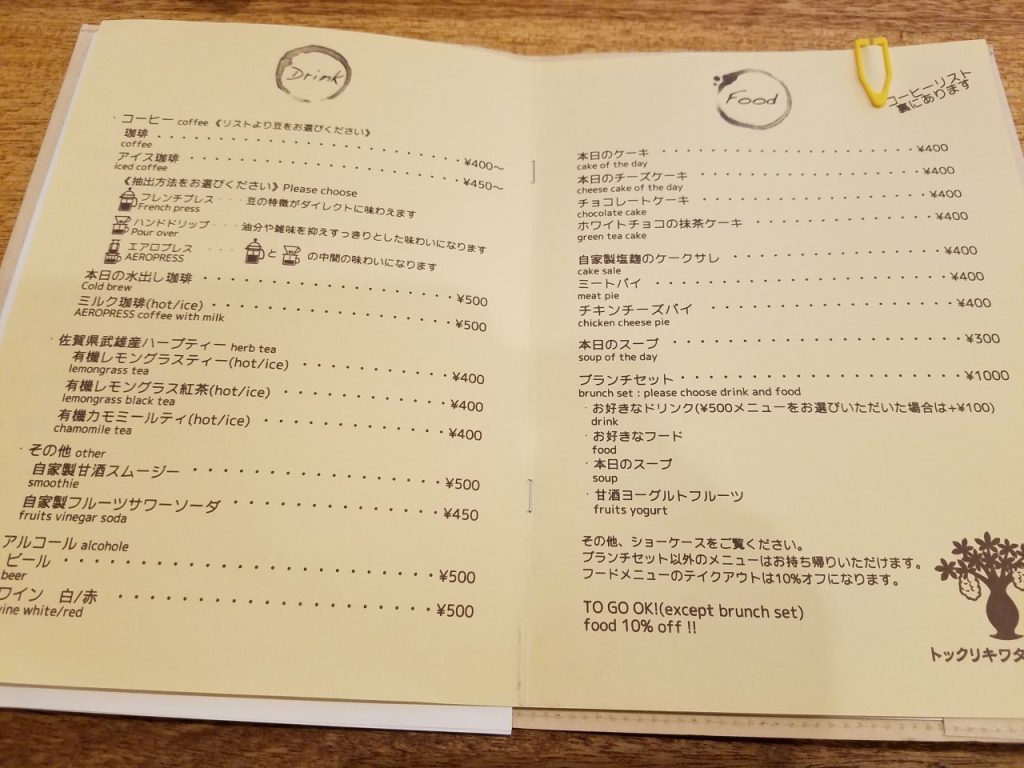 Drink
・コーヒー coffee 《リストより豆をお選びください》
珈琲 ・・・・・・・・・・・・・・・・・・・・ ¥400～
coffee
アイス珈琲 ・・・・・・・・・・・・・・・・・・ ¥450～
iced coffee
《抽出方法をお選びください》Please choose
フレンチプレス・・・豆の特徴がダイレクトに味わえます
French press
ハンドドリップ・・・油分や雑味を抑えすっきりとした味わいになります
Pour over
エアロプレス・・・ と の中間の味わいになります
AEROPRESS
本日の水出し珈琲 ・・・・・・・・・・・・・・・・ ¥500
Cold brew
ミルク珈琲(hot/ice) ・・・・・・・・・・・・・・・ ¥500
AEROPRESS coffee with milk
・佐賀県武雄産ハーブティー herb tea
有機レモングラスティー(hot/ice) ・・・・・・・・・・ ¥400
lemongrass tea
有機レモングラス紅茶(hot/ice) ・・・・・・・・・・・ ¥400
lemongrass black tea
有機カモミールティ(hot/ice) ・・・・・・・・・・・・ ¥400
chamomile tea
・その他 other
自家製甘酒スムージー ・・・・・・・・・・・・・・・・ ¥500
smoothie
自家製フルーツサワーソーダ ・・・・・・・・・・・・・ ¥450
fruits vinegar soda
アルコール alcohole
ビール ・・・・・・・・・・・・・・・・・・・・・・・ ¥500
beer
ワイン 白/赤 ・・・・・・・・・・・・・・・・・・・・ ¥500
wine white/red
Food
コーヒーリスト
裏にあります
本日のケーキ ・・・・・・・・・・・・・・・・・・ ¥400
cake of the day
本日のチーズケーキ ・・・・・・・・・・・・・・・ ¥400
cheese cake of the day
チョコレートケーキ ・・・・・・・・・・・・・・・ ¥400
chocolate cake
ホワイトチョコの抹茶ケーキ ・・・・・・・・・・・ ¥400
green tea cake
自家製塩麹のケークサレ ・・・・・・・・・・・・・ ¥400
cake sale
ミートパイ ・・・・・・・・・・・・・・・・・・・ ¥400
meat pie
チキンチーズパイ ・・・・・・・・・・・・・・・・ ¥400
chicken cheese pie
本日のスープ ・・・・・・・・・・・・・・・・・・ ¥300
soup of the day
ブランチセット ・・・・・・・・・・・・・・・・・ ¥1000
brunch set : please choose drink and food
・お好きなドリンク(¥500メニューをお選びいただいた場合は+¥100)
drink
・お好きなフード
food
・本日のスープ
soup
・甘酒ヨーグルトフルーツ
fruits yogurt
その他、ショーケースをご覧ください。
ブランチセット以外のメニューはお持ち帰りいただけます。
フードメニューのテイクアウトは10%オフになります。
TO GO OK!(except brunch set)
food 10% off !!
トックリキワタ